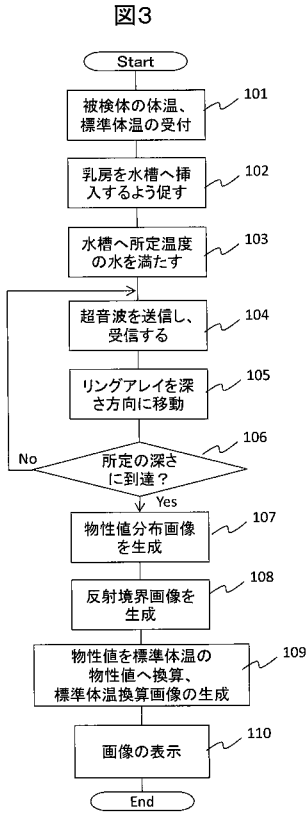 図3
Start
被検体の体温、
標準体温の受付
101
乳房を水槽へ挿
入するよう促す
102
水槽へ所定温度
の水を満たす
103
超音波を送信し、
受信する
104
リングアレイを深
さ方向に移動
105
所定の深さ
に到達？
106
No
Yes
物性値分布画像
を生成
107
反射境界画像を
生成
108
物性値を標準体温の
物性値へ換算、
標準体温換算画像の生成
109
画像の表示
110
End